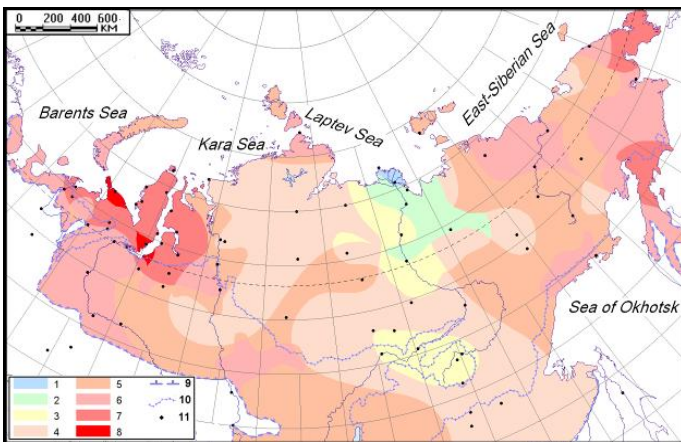 0 200 400 600
KM
Barents Sea
Kara Sea
Laptev Sea
East-Siberian Sea
Sea of Okhotsk
1 5 9
2 6 10
3 7 11
4 8